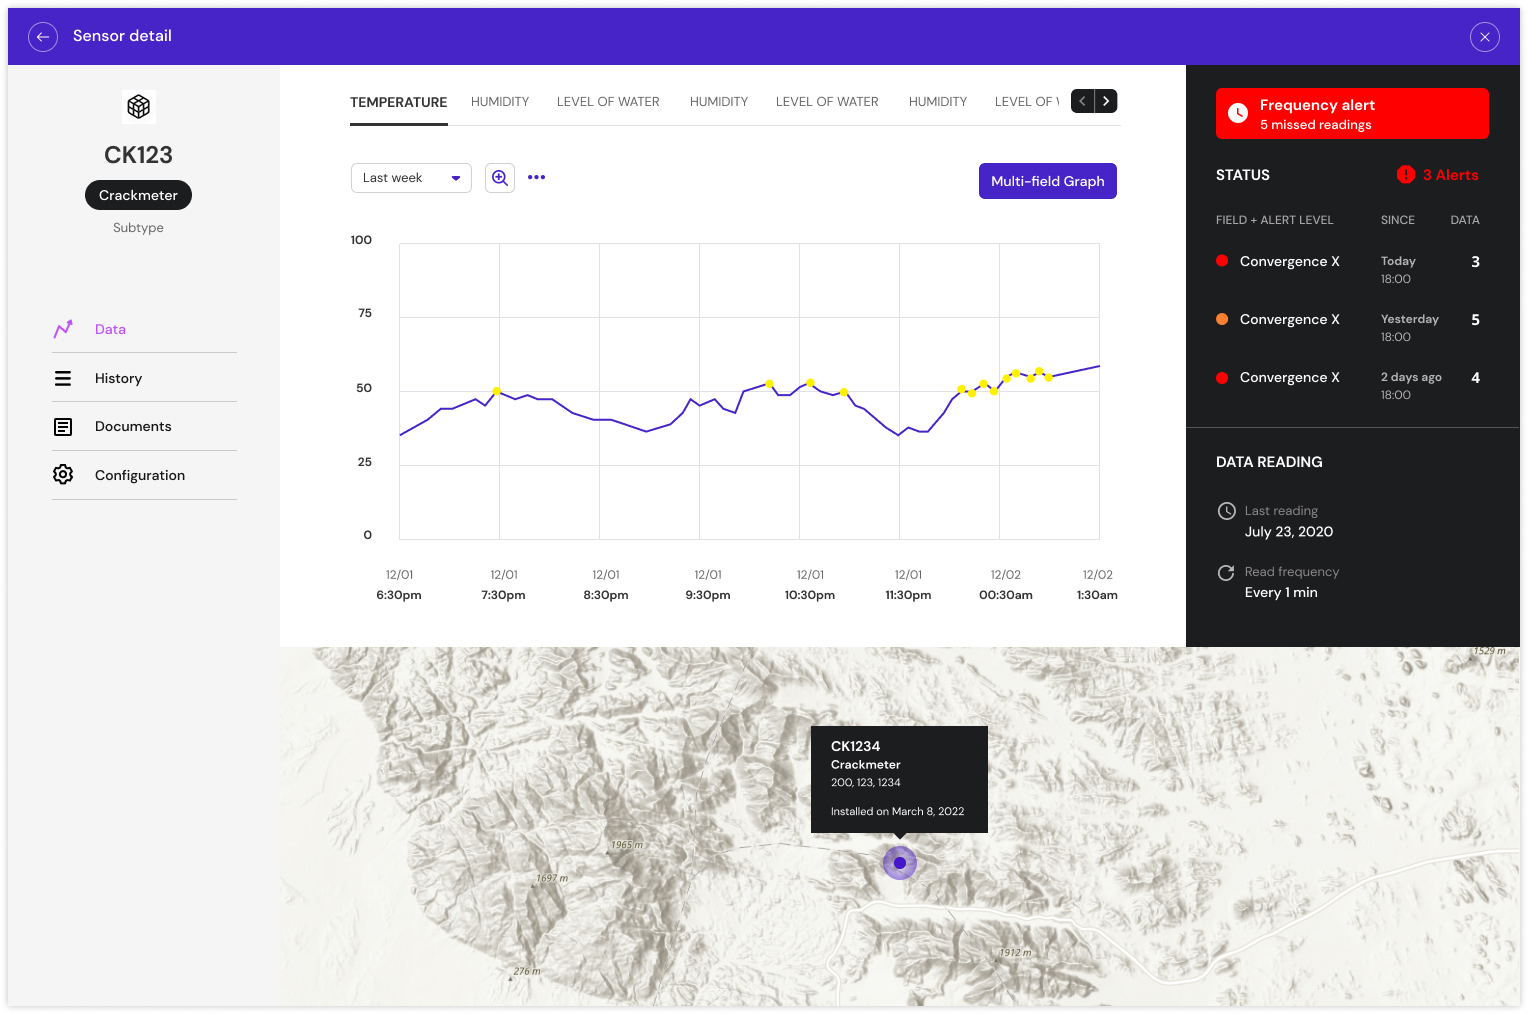 Sensor detail
CK123
Crackmeter
Subtype
Data
History
Documents
Configuration
TEMPERATURE HUMIDITY LEVEL OF WATER HUMIDITY LEVEL OF WATER HUMIDITY LEVEL OF
Last week
Multi-field Graph
100
75
50
25
0
12/01 12/01 12/01 12/01 12/01 12/01 12/02 12/02
6:30pm 7:30pm 8:30pm 9:30pm 10:30pm 11:30pm 00:30am 1:30am
Frequency alert
5 missed readings
STATUS 3 Alerts
FIELD + ALERT LEVEL SINCE DATA
Convergence X Today 3
18:00
Convergence X Yesterday 5
18:00
Convergence X 2 days ago 4
18:00
DATA READING
Last reading
July 23, 2020
Read frequency
Every 1 min
1529 m
CK1234
Crackmeter
200, 123, 1234
Installed on March 8, 2022
1965 m
1697 m
1912 m
276 m